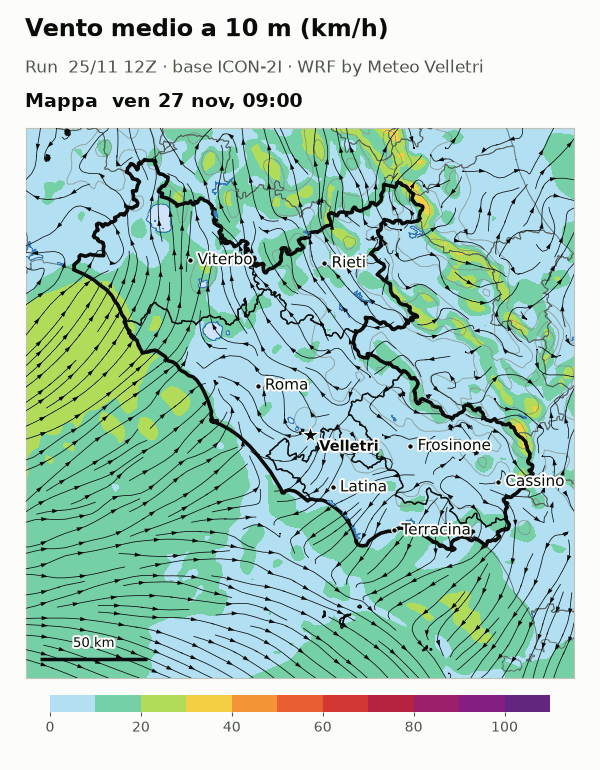 Vento medio a 10 m (km/h)
Run 25/11 12Z · base ICON-2I · WRF by Meteo Velletri
Mappa ven 27 nov, 09:00
Viterbo
Rieti
Roma
Velletri
Frosinone
Cassino
Latina
Terracina
50 km
0 20 40 60 80 100